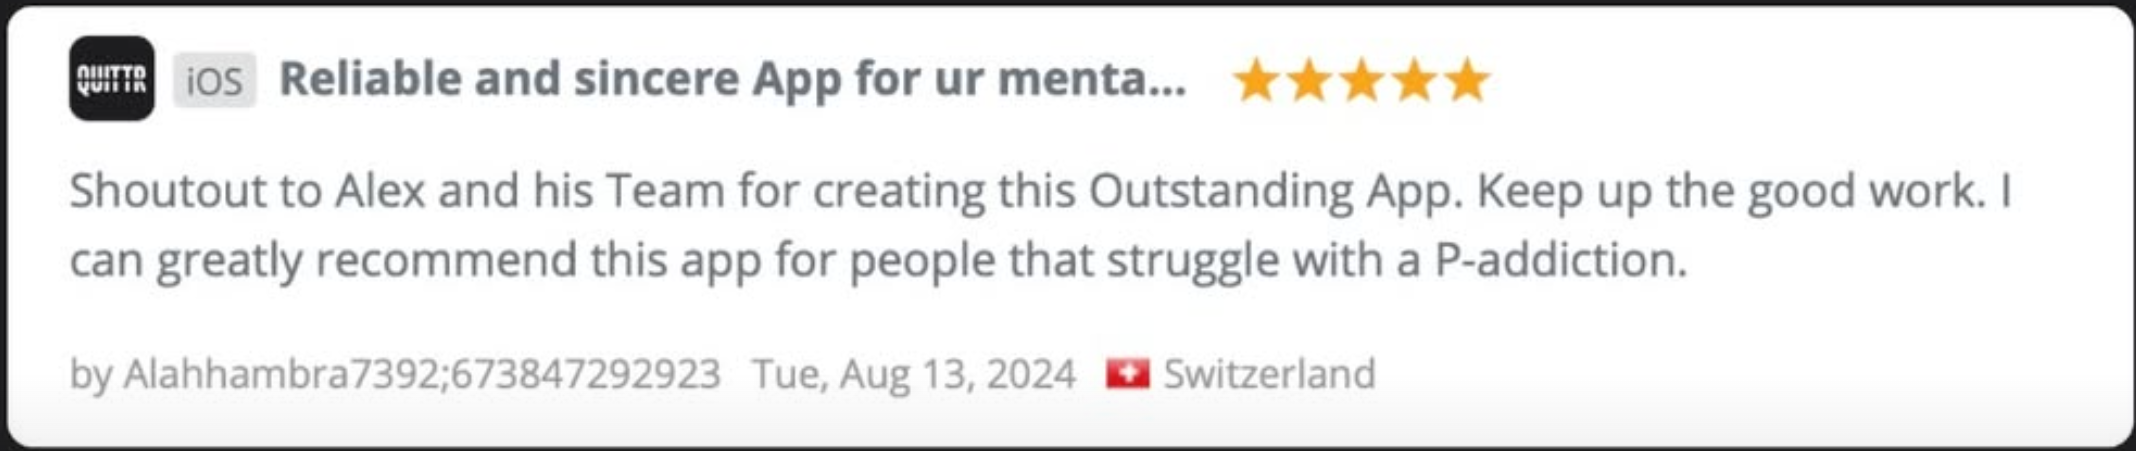 QUITTR iOS Reliable and sincere App for ur menta...
Shoutout to Alex and his Team for creating this Outstanding App. Keep up the good work. I
can greatly recommend this app for people that struggle with a P-addiction.
by Alahhambra7392;673847292923 Tue, Aug 13, 2024 Switzerland